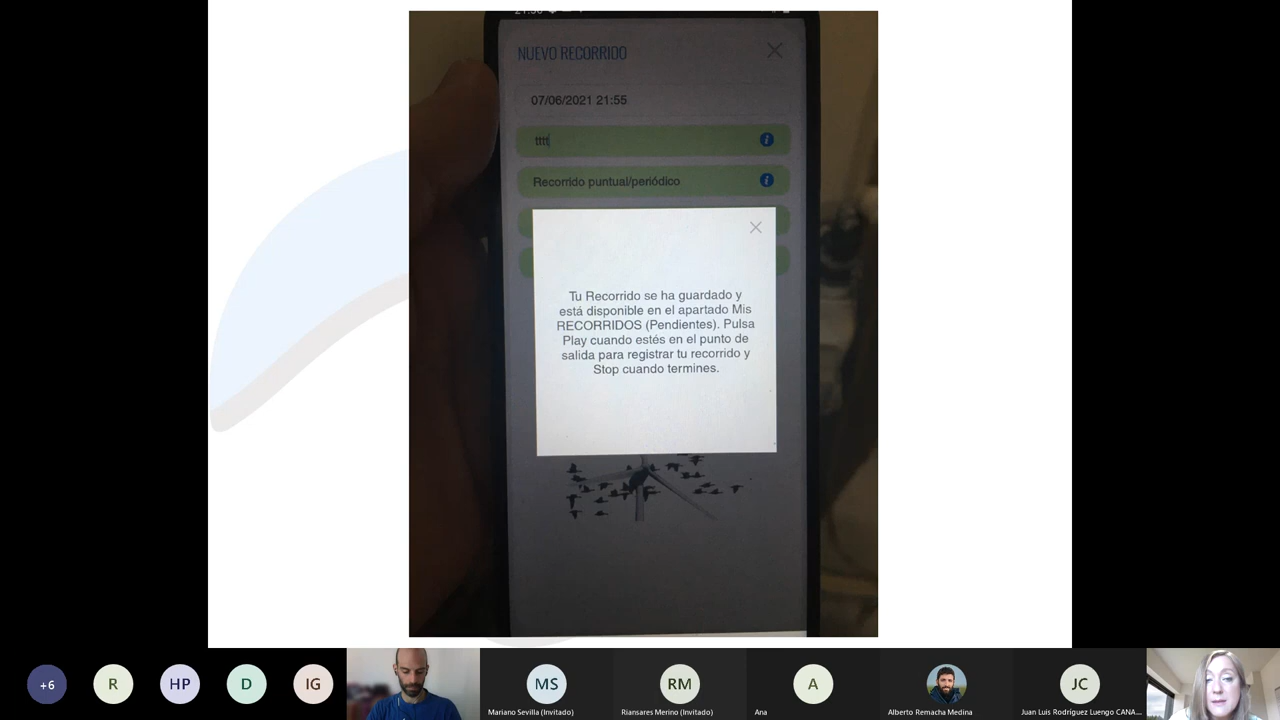 NUEVO RECORRIDO
07/06/2021 21:55
tttt
Recorrido puntual/periódico
Tu Recorrido se ha guardado y
está disponible en el apartado Mis
RECORRIDOS (Pendientes). Pulsa
Play cuando estés en el punto de
salida para registrar tu recorrido y
Stop cuando termines.
+6
R
HP
D
IG
MS
RM
A
JC
Mariano Sevilla (Invitado)
Riansares Merino (Invitado)
Ana
Alberto Remacha Medina
Juan Luis Rodríguez Luengo CANA...